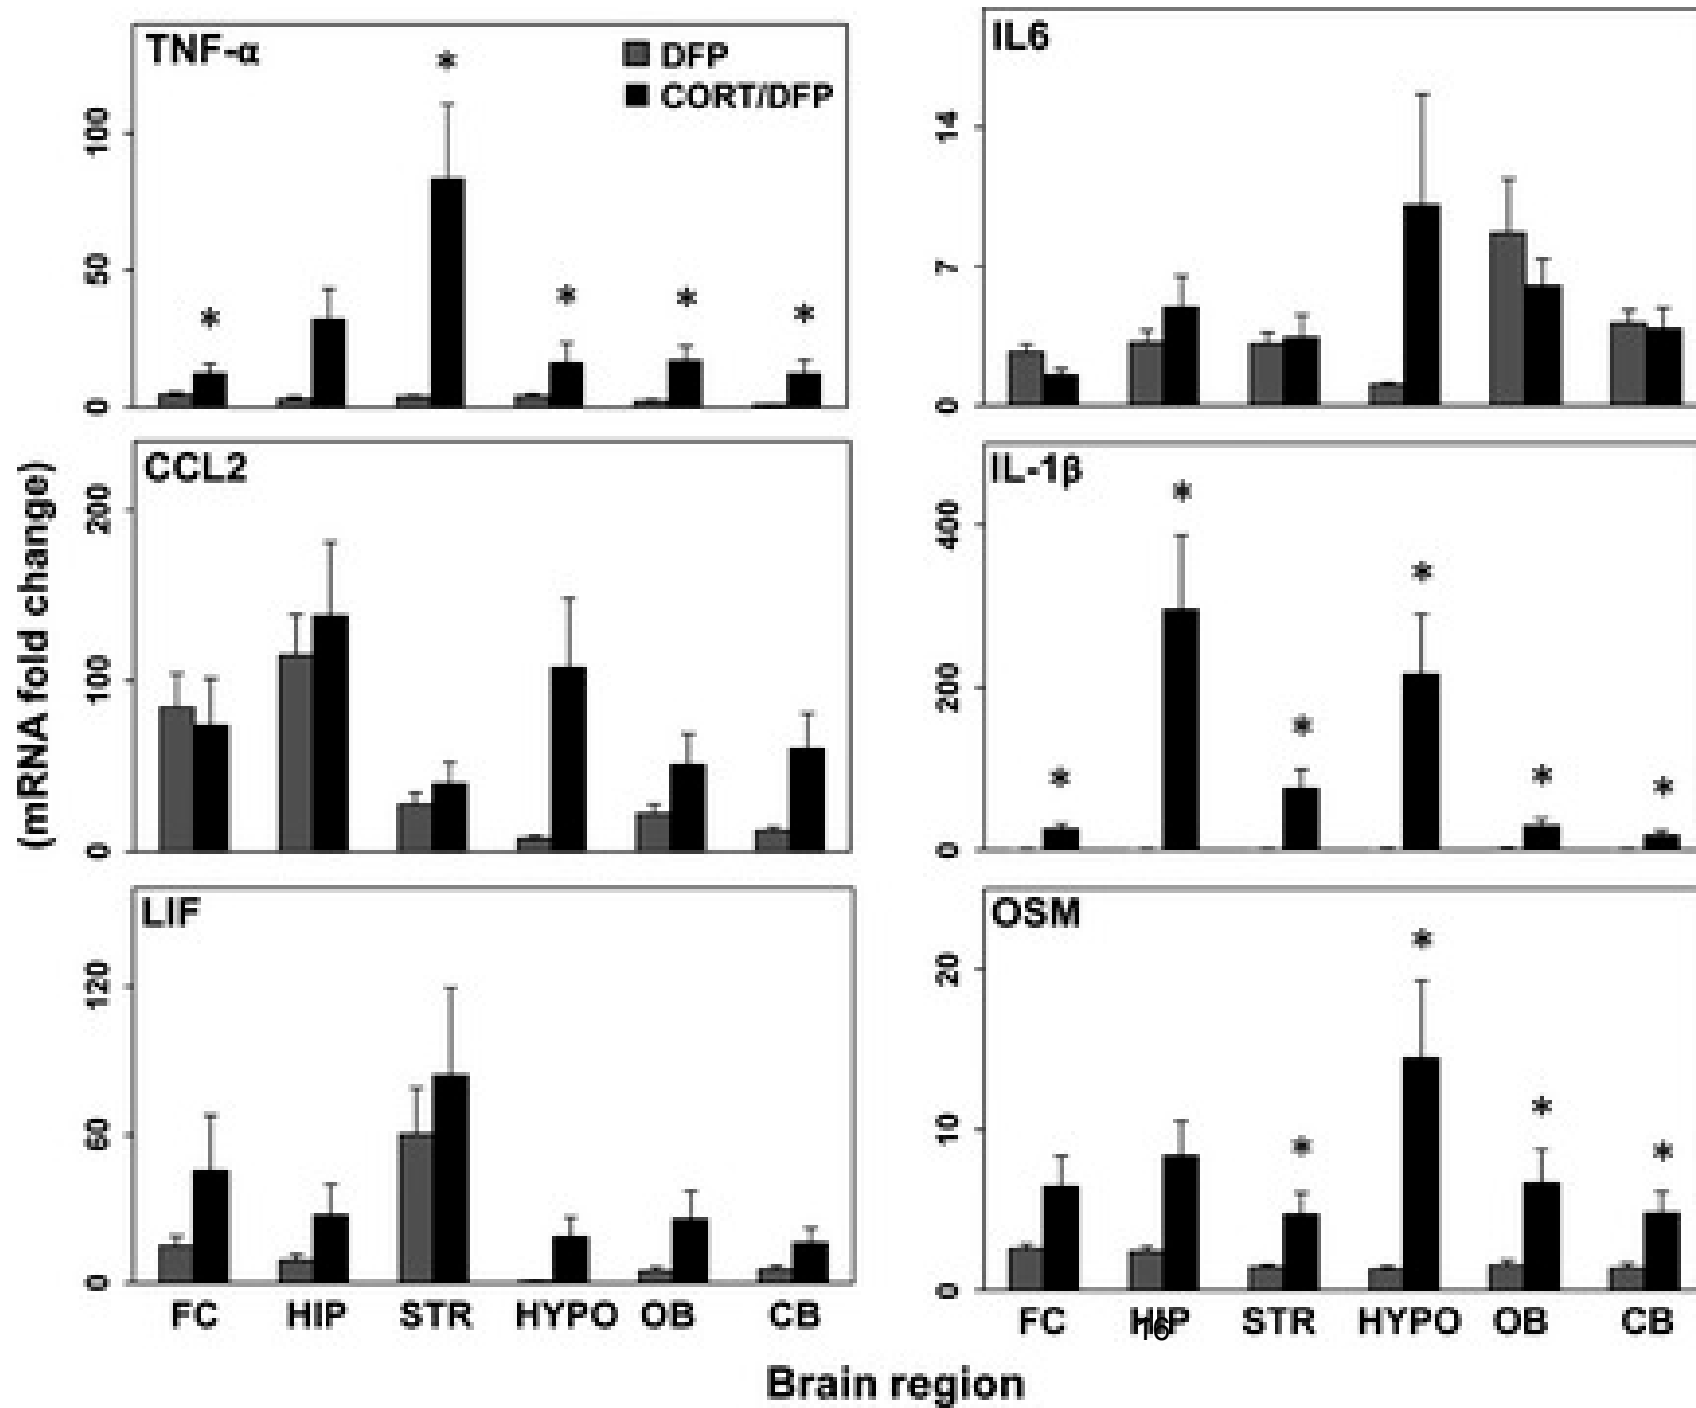 TNF-α
DFP
CORT/DFP
*
*
*
*
*
100
50
0
IL6
14
7
0
CCL2
200
100
0
IL-1β
*
*
*
*
*
*
400
200
0
(mRNA fold change)
LIF
120
60
0
OSM
*
*
*
*
20
10
0
FC HIP STR HYPO OB CB
FC HIP STR HYPO OB CB
16
Brain region